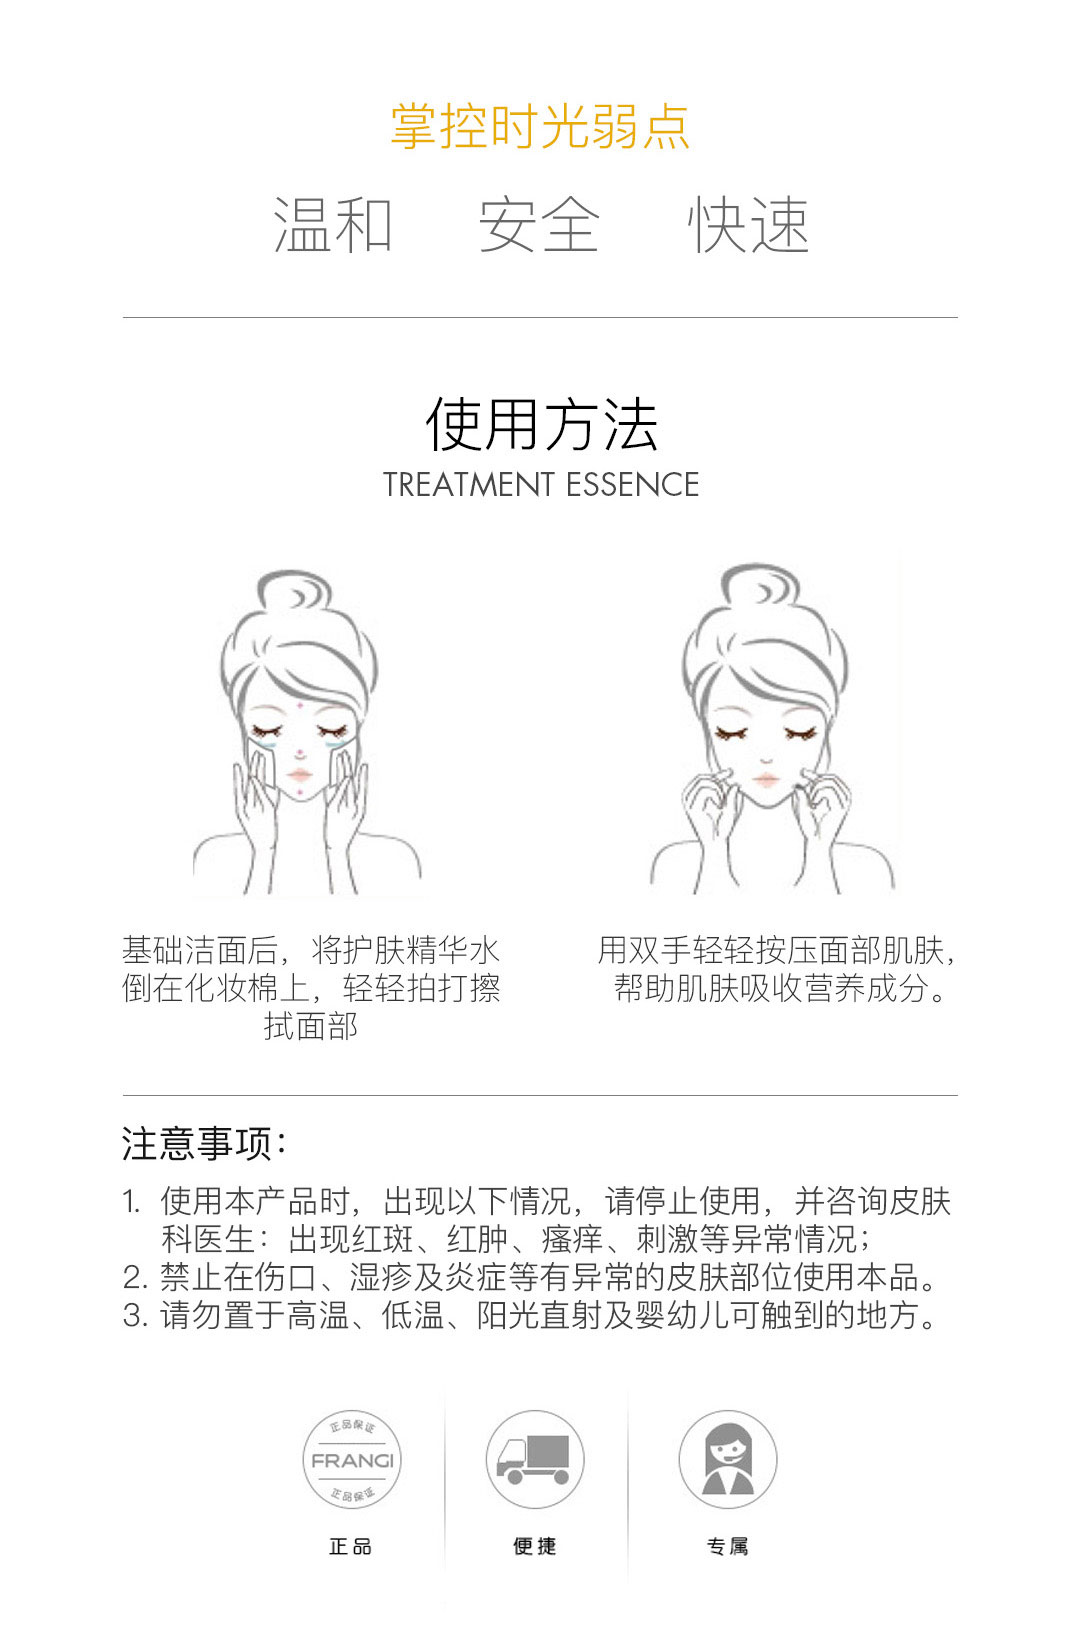 掌控时光弱点
温和 安全 快速
使用方法
TREATMENT ESSENCE
基础洁面后，将护肤精华水
倒在化妆棉上，轻轻拍打擦
拭面部
用双手轻轻按压面部肌肤，
帮助肌肤吸收营养成分。
注意事项：
1. 使用本产品时，出现以下情况，请停止使用，并咨询皮肤
科医生：出现红斑、红肿、瘙痒、刺激等异常情况；
2. 禁止在伤口、湿疹及炎症等有异常的皮肤部位使用本品。
3. 请勿置于高温、低温、阳光直射及婴幼儿可触到的地方。
正品保证
FRANGI
正品保证
正品 便捷 专属